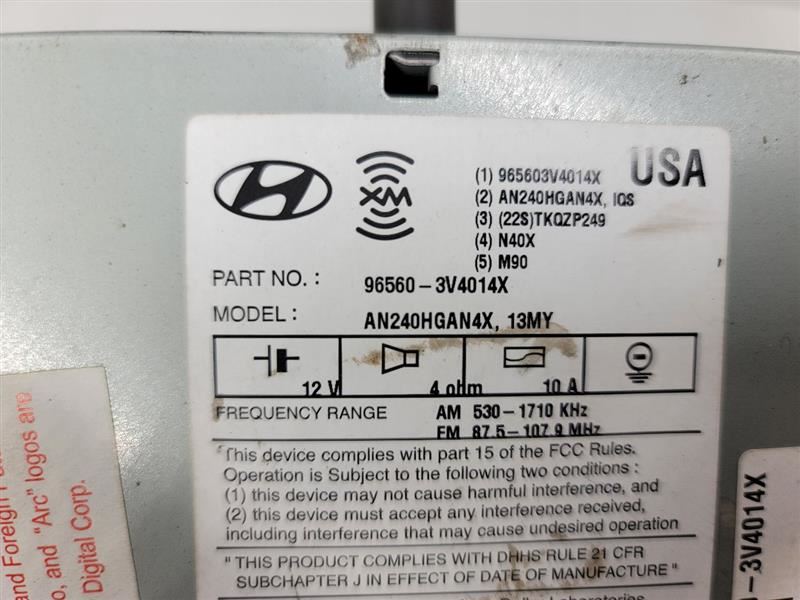 XM
USA
(1) 965603V4014X
(2) AN240HGAN4X, IQS
(3) (22S)TKQZP249
(4) N40X
(5) M90
PART NO. : 96560-3V4014X
MODEL : AN240HGAN4X, 13MY
12 V 4 ohm 10 A
FREQUENCY RANGE AM 530-1710 KHz
FM 87.5-107.9 MHz
This device complies with part 15 of the FCC Rules.
Operation is Subject to the following two conditions :
(1) this device may not cause harmful interference, and
(2) this device must accept any interference received,
including interference that may cause undesired operation
"THIS PRODUCT COMPLIES WITH DHHS RULE 21 CFR
SUBCHAPTER J IN EFFECT OF DATE OF MANUFACTURE"
and Foreign
and "Arc" logos are
Digital Corp.
-3V4014X